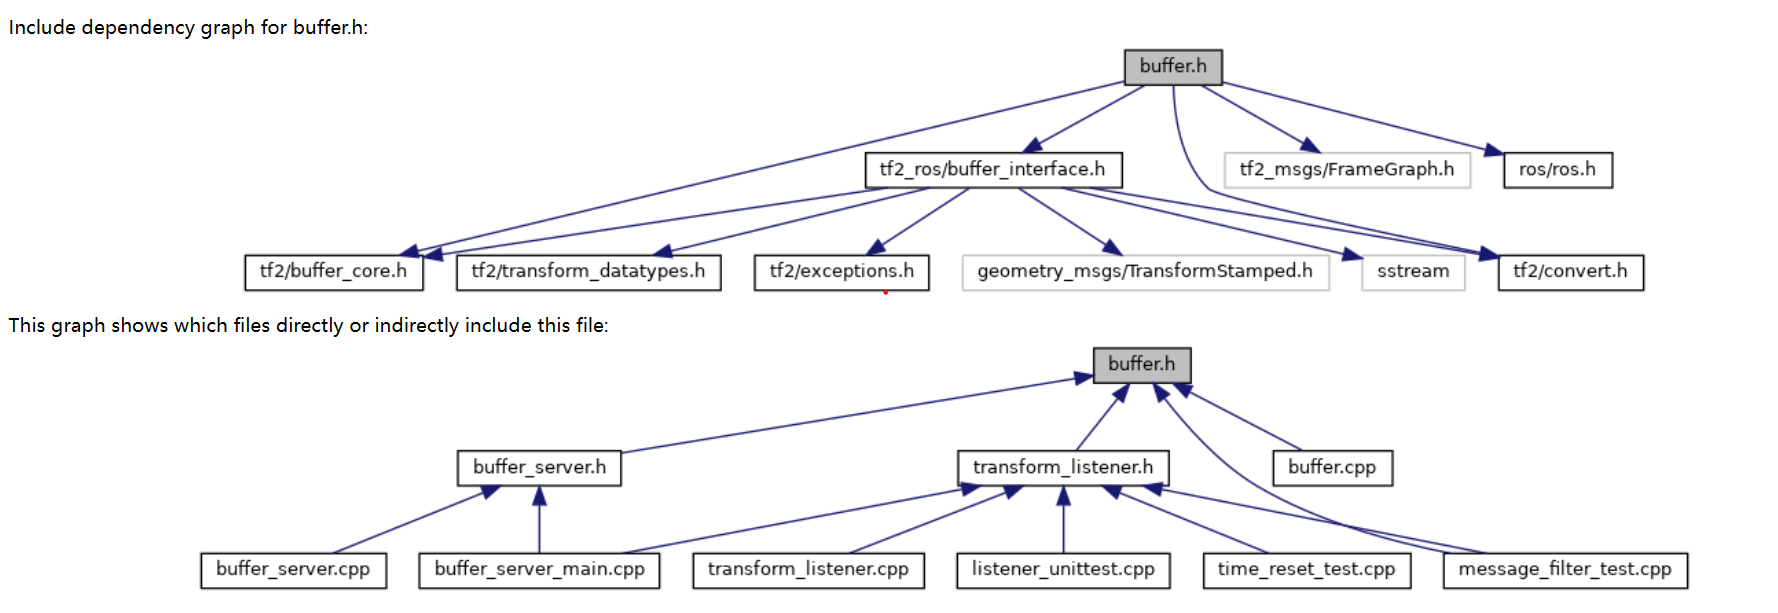 Include dependency graph for buffer.h:
buffer.h
tf2_ros/buffer_interface.h
tf2_msgs/FrameGraph.h
ros/ros.h
tf2/buffer_core.h
tf2/transform_datatypes.h
tf2/exceptions.h
geometry_msgs/TransformStamped.h
sstream
tf2/convert.h
This graph shows which files directly or indirectly include this file:
buffer.h
buffer_server.h
transform_listener.h
buffer.cpp
buffer_server.cpp
buffer_server_main.cpp
transform_listener.cpp
listener_unittest.cpp
time_reset_test.cpp
message_filter_test.cpp